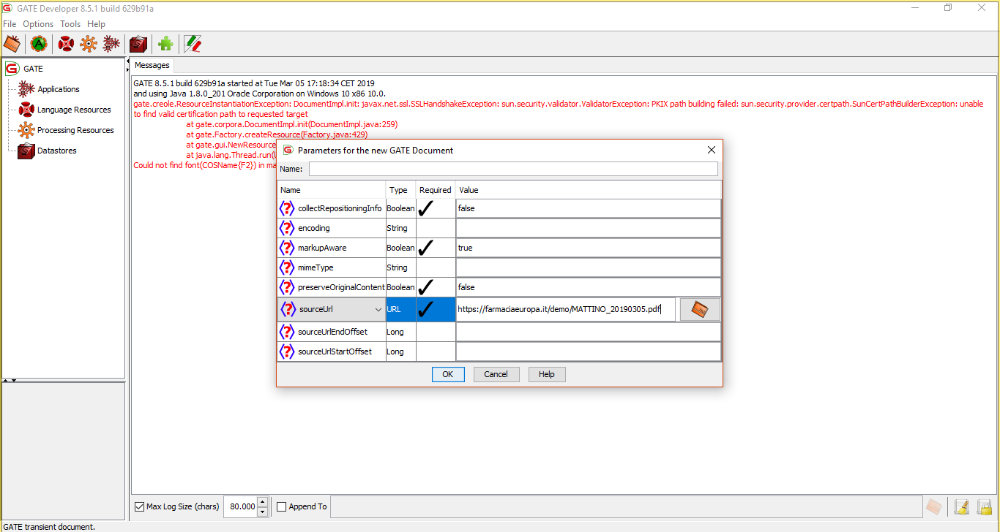 GATE Developer 8.5.1 build 629b91a
File Options Tools Help
GATE
Applications
Language Resources
Processing Resources
Datastores
Messages
GATE 8.5.1 build 629b91a started at Tue Mar 05 17:18:34 CET 2019
and using Java 1.8.0_201 Oracle Corporation on Windows 10 x86 10.0.
gate.creole.ResourceInstantiationException: DocumentImpl.init: javax.net.ssl.SSLHandshakeException: sun.security.validator.ValidatorException: PKIX path building failed: sun.security.provider.certpath.SunCertPathBuilderException: unable
to find valid certification path to requested target
at gate.corpora.DocumentImpl.init(DocumentImpl.java:259)
at gate.Factory.createResource(Factory.java:429)
at gate.gui.NewResource
at java.lang.Thread.run(
Could not find font(COSName{F2}) in ma
Parameters for the new GATE Document
Name:
Name Type Required Value
collectRepositioningInfo Boolean false
encoding String
markupAware Boolean true
mimeType String
preserveOriginalContent Boolean false
sourceUrl URL https://farmaciaeuropa.it/demo/MATTINO_20190305.pdf
sourceUrlEndOffset Long
sourceUrlStartOffset Long
OK Cancel Help
Max Log Size (chars) 80.000 Append To
GATE transient document.